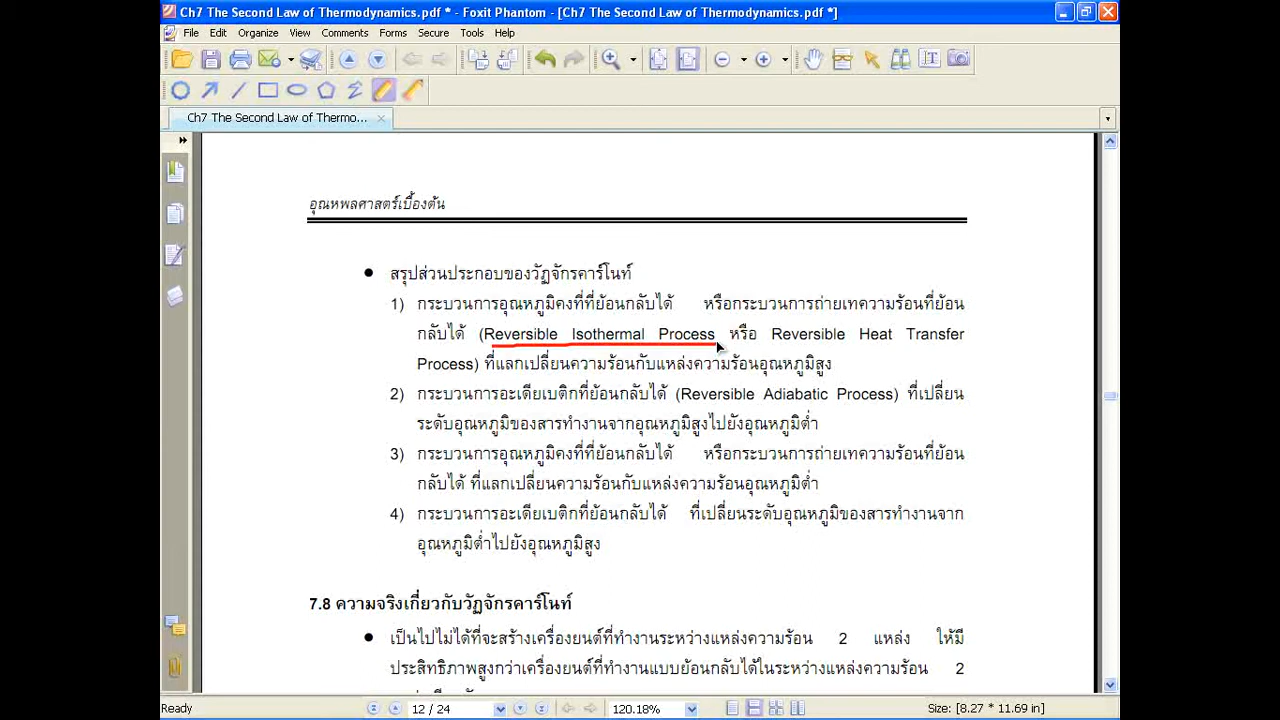 Ch7 The Second Law of Thermodynamics.pdf * - Foxit Phantom - [Ch7 The Second Law of Thermodynamics.pdf *]
File Edit Organize View Comments Forms Secure Tools Help
Ch7 The Second Law of Thermo...
อุณหพลศาสตร์เบื้องต้น
• สรุปส่วนประกอบของวัฏจักรคาร์โนท์
1) กระบวนการอุณหภูมิคงที่ที่ย้อนกลับได้ หรือกระบวนการถ่ายเทความร้อนที่ย้อน
กลับได้ (Reversible Isothermal Process หรือ Reversible Heat Transfer
Process) ที่แลกเปลี่ยนความร้อนกับแหล่งความร้อนอุณหภูมิสูง
2) กระบวนการอะเดียเบติกที่ย้อนกลับได้ (Reversible Adiabatic Process) ที่เปลี่ยน
ระดับอุณหภูมิของสารทำงานจากอุณหภูมิสูงไปยังอุณหภูมิต่ำ
3) กระบวนการอุณหภูมิคงที่ที่ย้อนกลับได้ หรือกระบวนการถ่ายเทความร้อนที่ย้อน
กลับได้ ที่แลกเปลี่ยนความร้อนกับแหล่งความร้อนอุณหภูมิต่ำ
4) กระบวนการอะเดียเบติกที่ย้อนกลับได้ ที่เปลี่ยนระดับอุณหภูมิของสารทำงานจาก
อุณหภูมิต่ำไปยังอุณหภูมิสูง
7.8 ความจริงเกี่ยวกับวัฏจักรคาร์โนท์
• เป็นไปไม่ได้ที่จะสร้างเครื่องยนต์ที่ทำงานระหว่างแหล่งความร้อน 2 แหล่ง ให้มี
ประสิทธิภาพสูงกว่าเครื่องยนต์ที่ทำงานแบบย้อนกลับได้ในระหว่างแหล่งความร้อน 2
Ready 12 / 24 120.18% Size: [8.27 * 11.69 in]